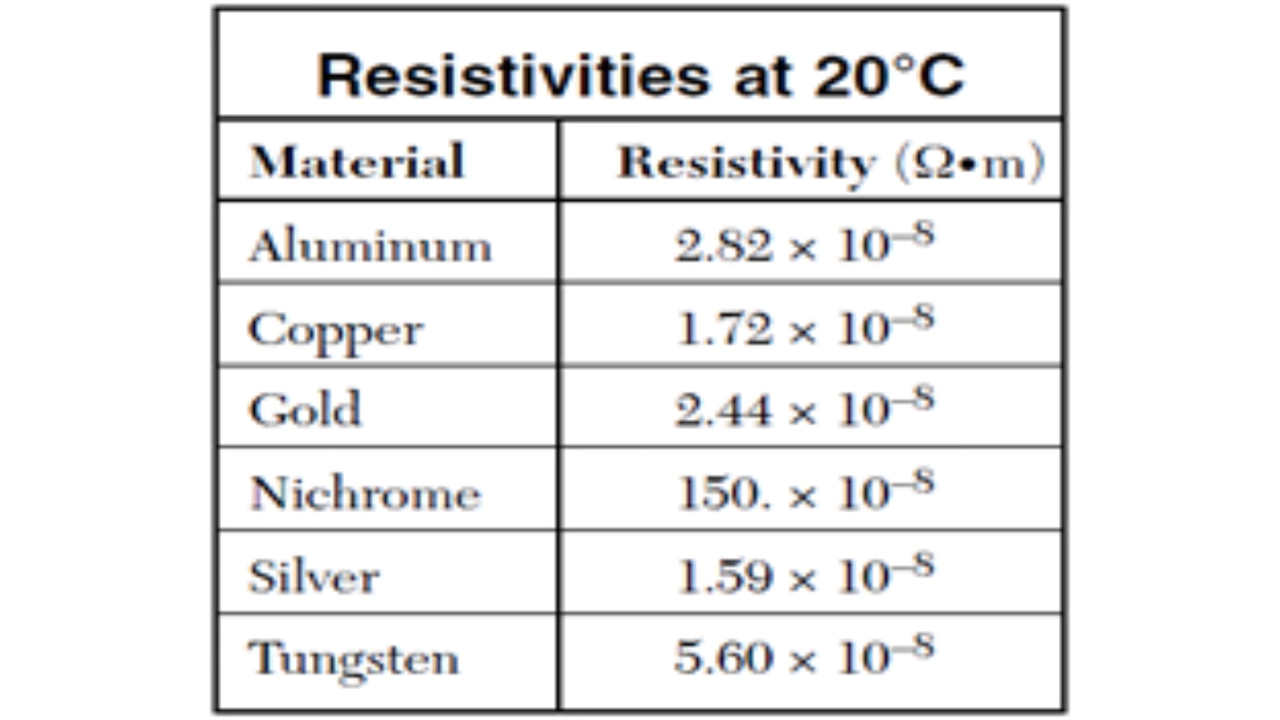 Resistivities at 20°C
Material Resistivity (Ω•m)
Aluminum 2.82 × 10⁻⁸
Copper 1.72 × 10⁻⁸
Gold 2.44 × 10⁻⁸
Nichrome 150. × 10⁻⁸
Silver 1.59 × 10⁻⁸
Tungsten 5.60 × 10⁻⁸